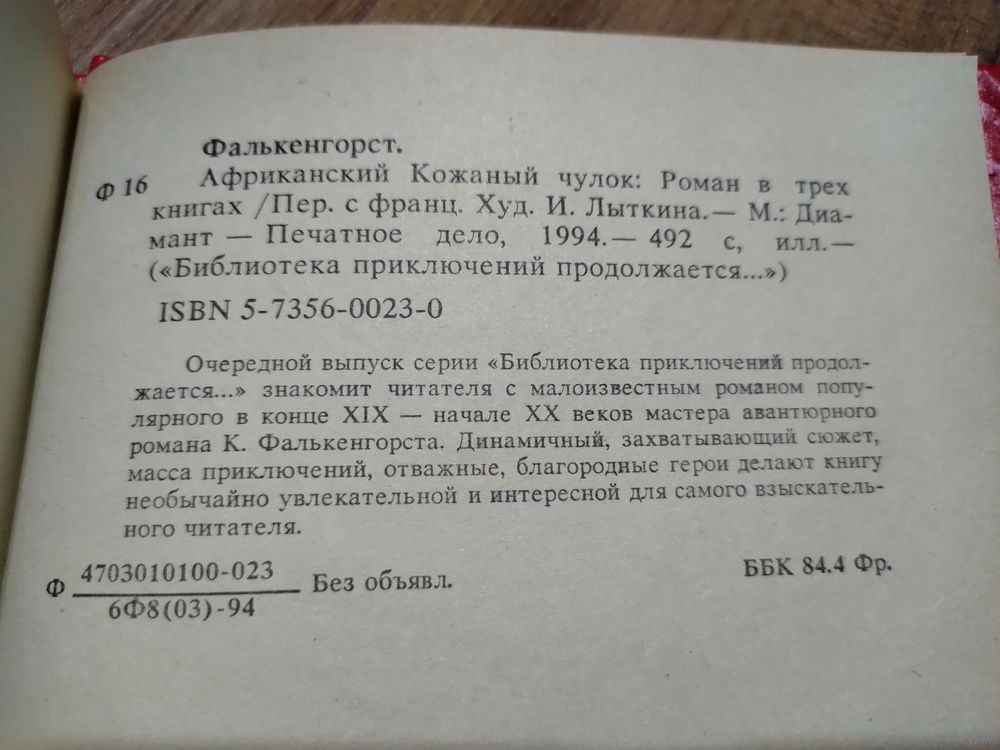 Фалькенгорст.
Ф 16 Африканский Кожаный чулок: Роман в трех
книгах /Пер. с франц. Худ. И. Лыткина.— М.: Диа-
мант — Печатное дело, 1994.— 492 с, илл.—
(«Библиотека приключений продолжается...»)
ISBN 5-7356-0023-0
Очередной выпуск серии «Библиотека приключений продол-
жается...» знакомит читателя с малоизвестным романом попу-
лярного в конце XIX — начале XX веков мастера авантюрного
романа К. Фалькенгорста. Динамичный, захватывающий сюжет,
масса приключений, отважные, благородные герои делают книгу
необычайно увлекательной и интересной для самого взыскатель-
ного читателя.
Ф 4703010100-023 Без объявл.
6Ф8(03)-94
ББК 84.4 Фр.